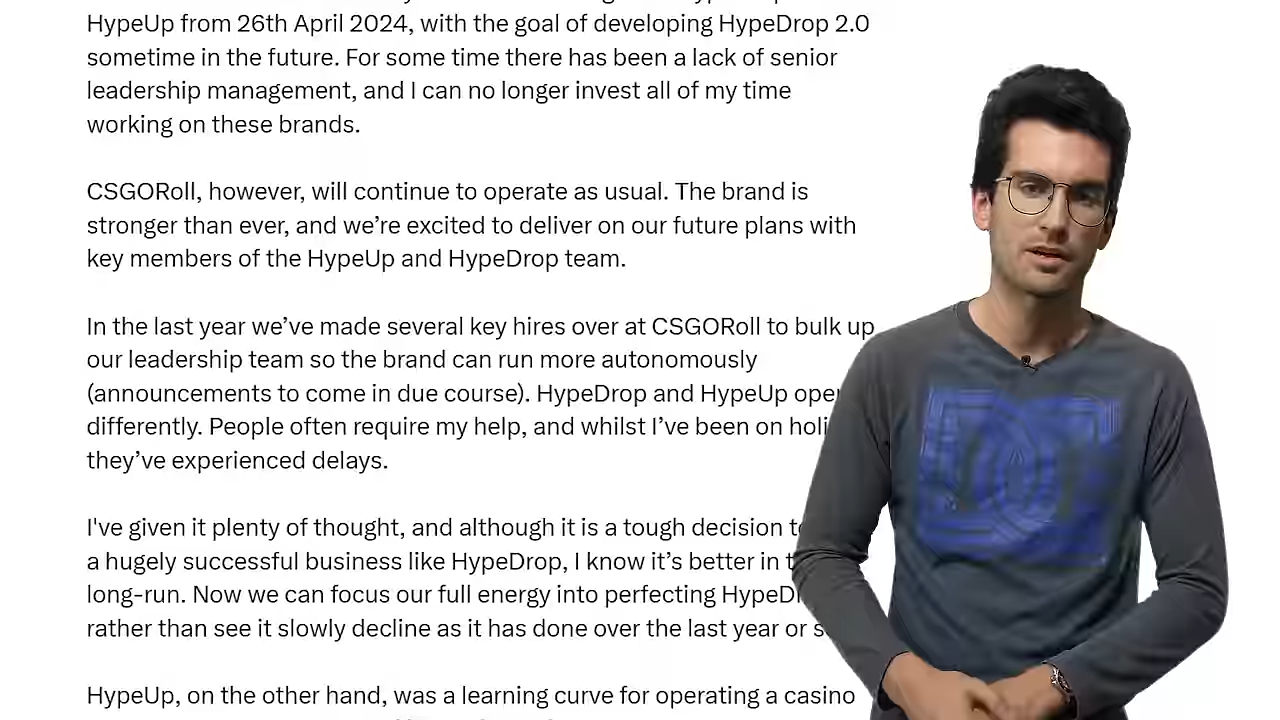 HypeUp from 26th April 2024, with the goal of developing HypeDrop 2.0
sometime in the future. For some time there has been a lack of senior
leadership management, and I can no longer invest all of my time
working on these brands.
CSGORoll, however, will continue to operate as usual. The brand is
stronger than ever, and we’re excited to deliver on our future plans with
key members of the HypeUp and HypeDrop team.
In the last year we’ve made several key hires over at CSGORoll to bulk up
our leadership team so the brand can run more autonomously
(announcements to come in due course). HypeDrop and HypeUp
differently. People often require my help, and whilst I’ve been on
they’ve experienced delays.
I've given it plenty of thought, and although it is a tough decision
a hugely successful business like HypeDrop, I know it’s better in
long-run. Now we can focus our full energy into perfecting
rather than see it slowly decline as it has done over the last year or
HypeUp, on the other hand, was a learning curve for operating a casino